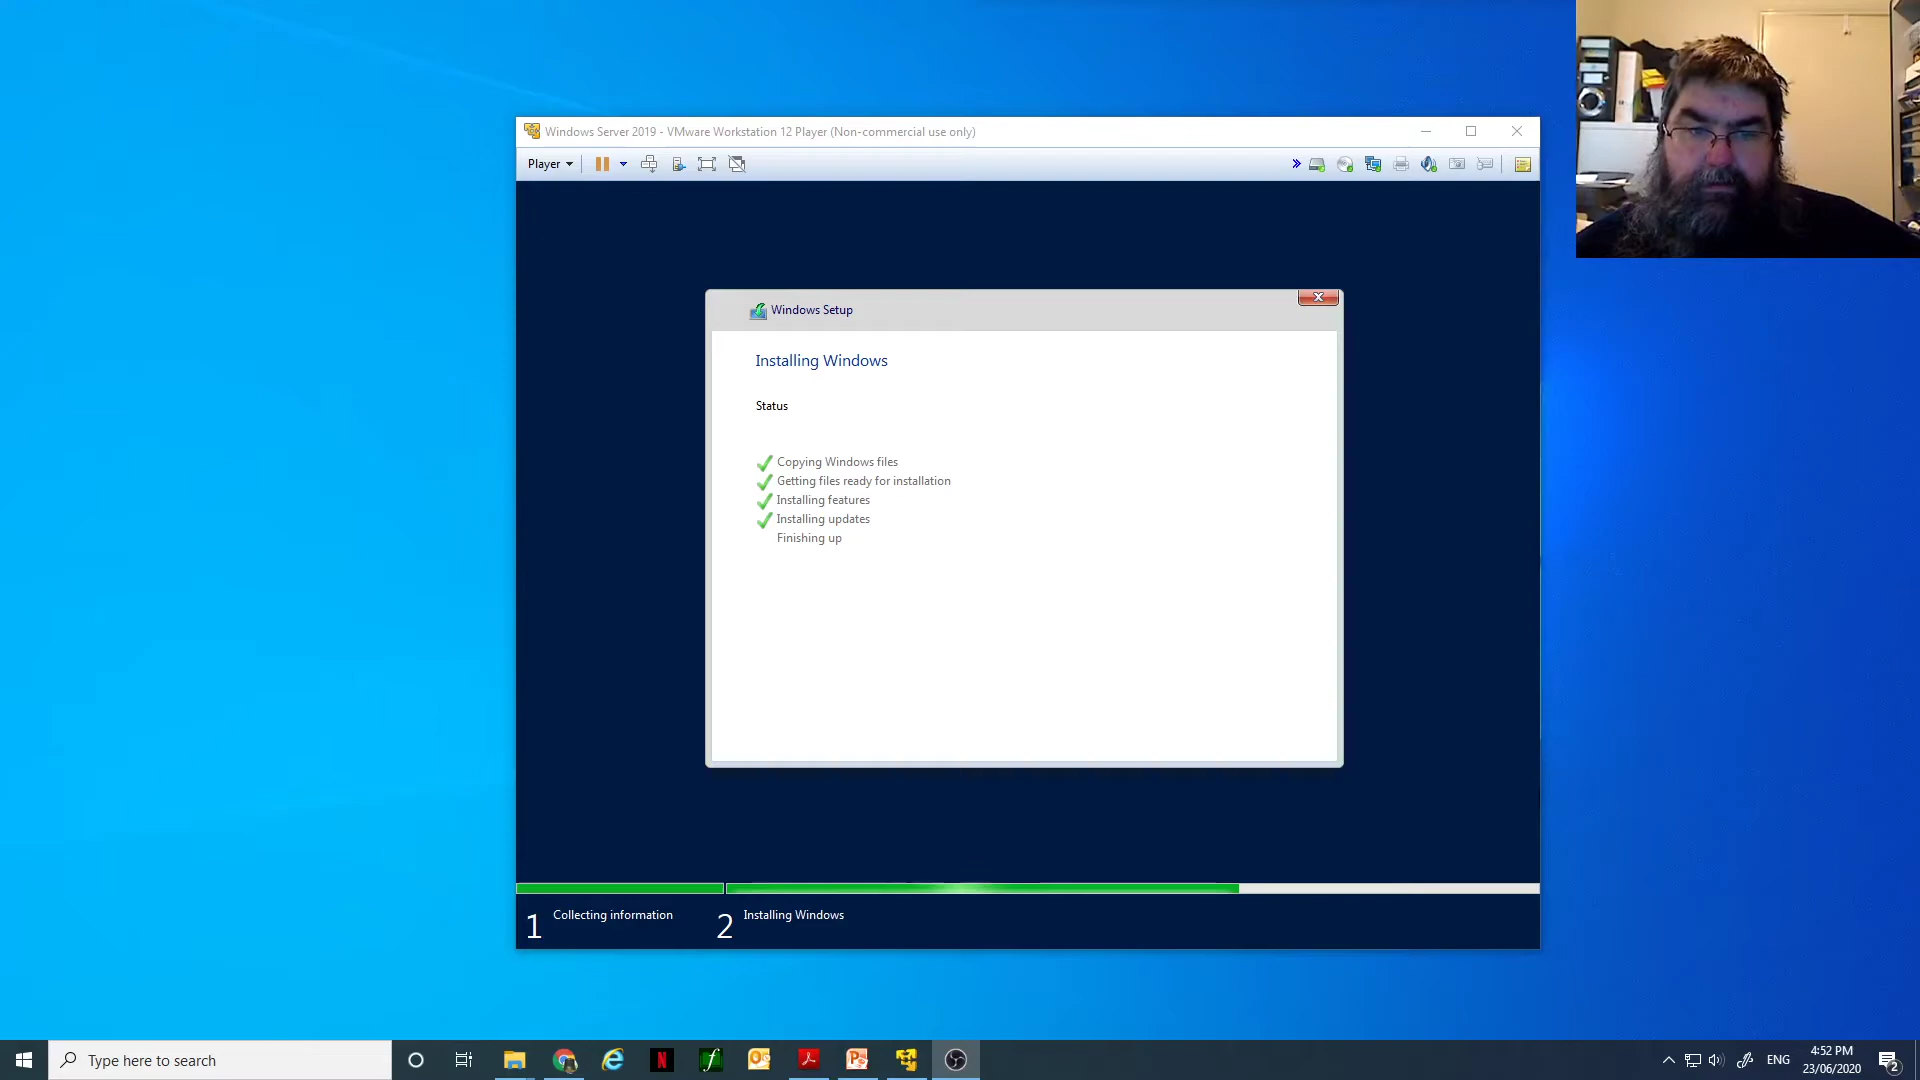 Windows Server 2019 - VMware Workstation 12 Player (Non-commercial use only)
Player
Windows Setup
Installing Windows
Status
Copying Windows files
Getting files ready for installation
Installing features
Installing updates
Finishing up
1 Collecting information
2 Installing Windows
Type here to search
ENG
4:52 PM
23/06/2020
2